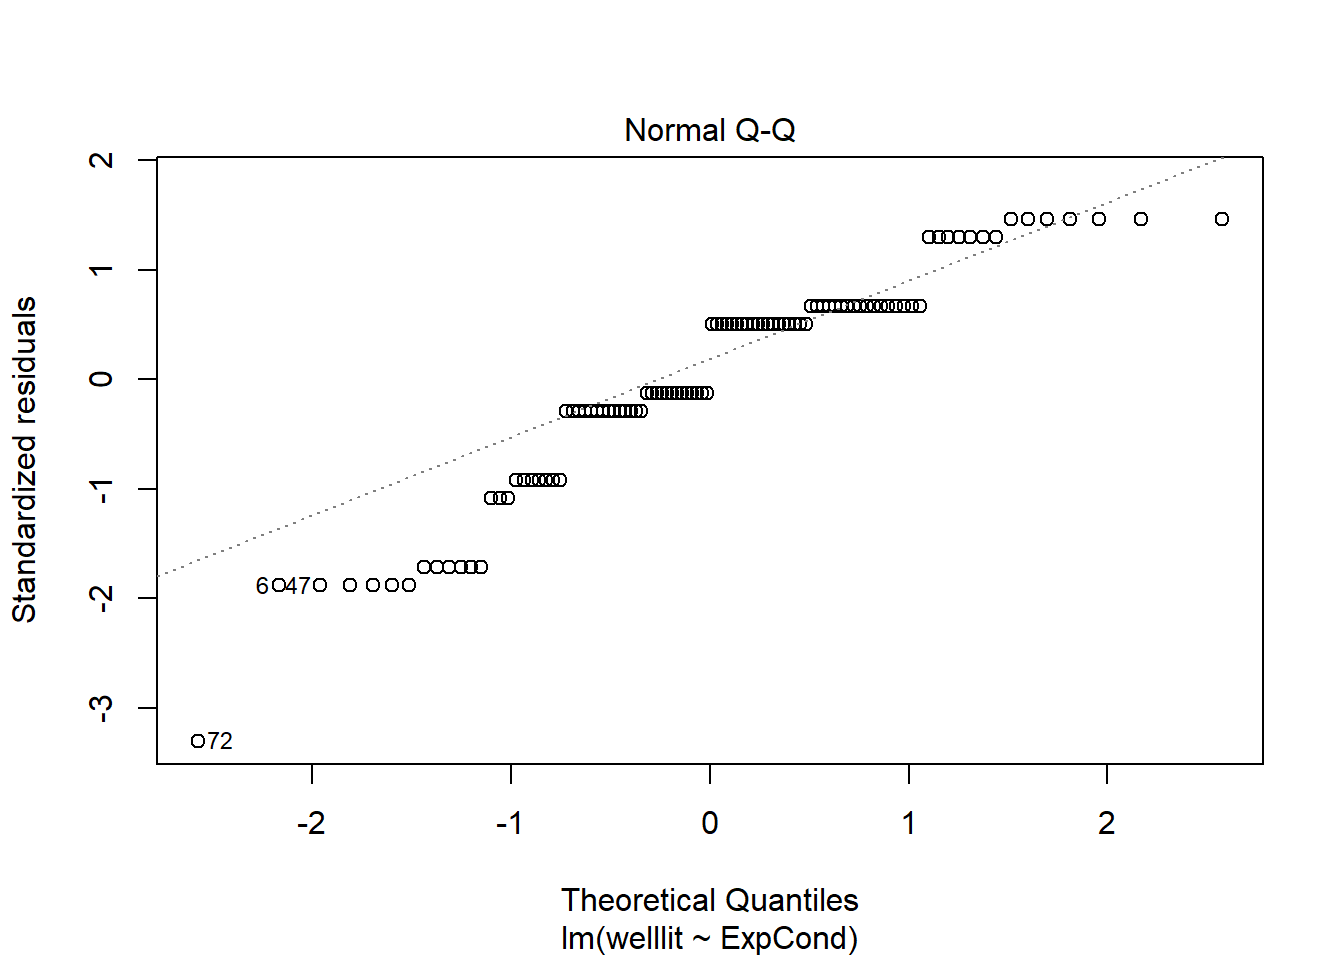 Normal Q-Q
Standardized residuals
2
1
0
-1
-2
-3
6
47
72
-2 -1 0 1 2
Theoretical Quantiles
lm(welllit ~ ExpCond)